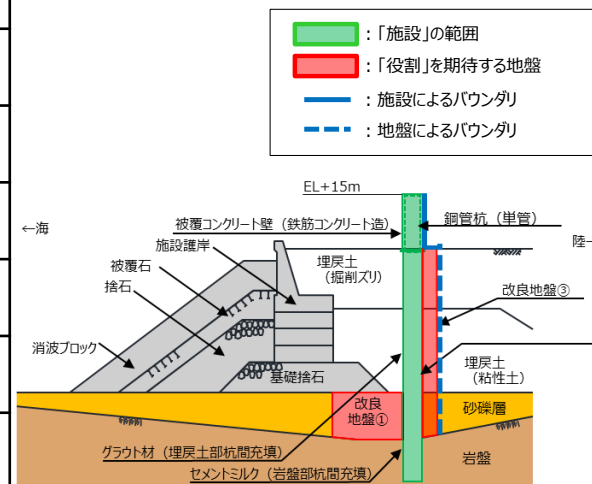 ：「施設」の範囲
：「役割」を期待する地盤
：施設によるバウンダリ
：地盤によるバウンダリ
EL+15m
←海
被覆コンクリート壁（鉄筋コンクリート造）
鋼管杭（単管）
陸
施設護岸
埋戻土
（掘削ズリ）
被覆石
捨石
改良地盤③
消波ブロック
埋戻土
（粘性土）
基礎捨石
改良
地盤①
砂礫層
グラウト材（埋戻土部杭間充填）
岩盤
セメントミルク（岩盤部杭間充填）